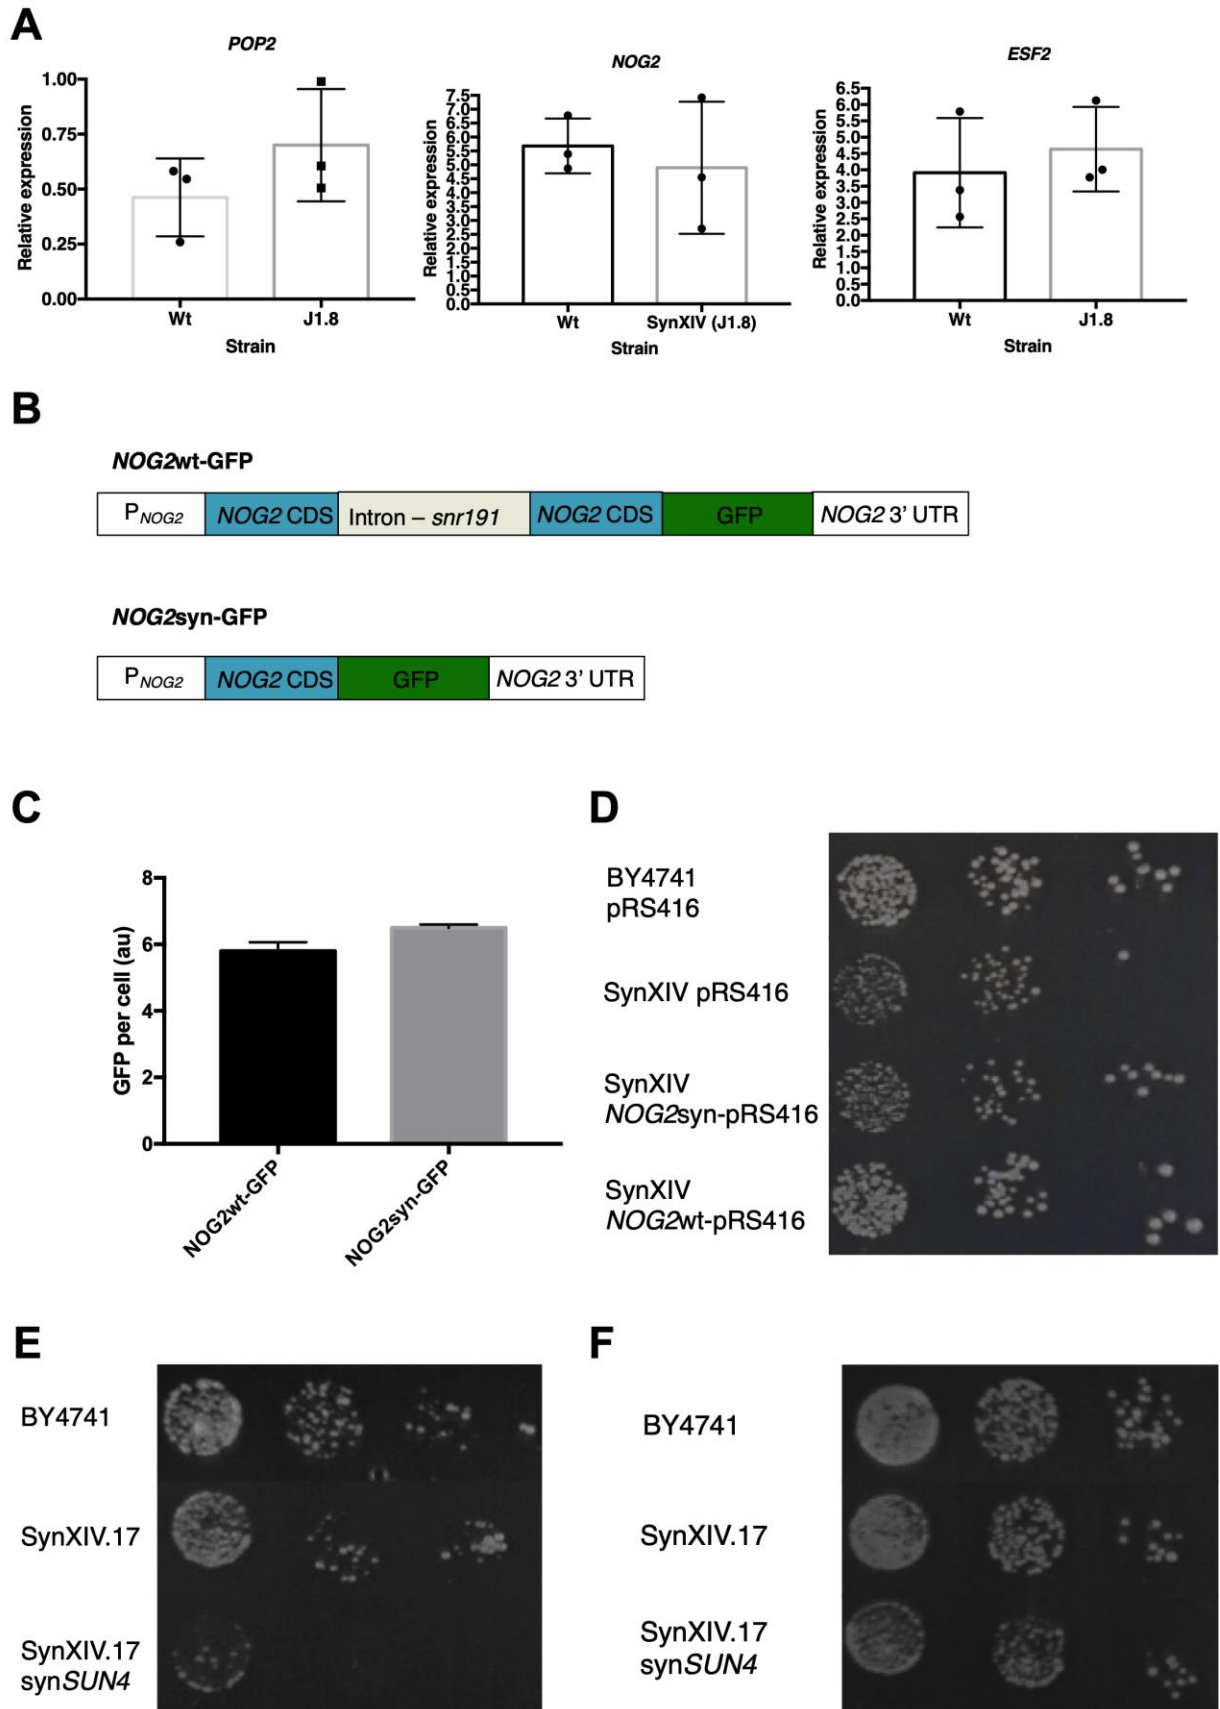 A
POP2
Relative expression
1.00
0.75
0.50
0.25
0.00
Wt
J1.8
Strain
NOG2
Relative expression
7.5
7.0
6.5
6.0
5.5
5.0
4.5
4.0
3.5
3.0
2.5
2.0
1.5
1.0
0.5
0.0
Wt
SynXIV (J1.8)
Strain
ESF2
Relative expression
6.5
6.0
5.5
5.0
4.5
4.0
3.5
3.0
2.5
2.0
1.5
1.0
0.5
0.0
Wt
J1.8
Strain
B
NOG2wt-GFP
PNOG2
NOG2 CDS
Intron – snr191
NOG2 CDS
GFP
NOG2 3’ UTR
NOG2syn-GFP
PNOG2
NOG2 CDS
GFP
NOG2 3’ UTR
C
GFP per cell (au)
8
6
4
2
0
NOG2wt-GFP
NOG2syn-GFP
D
BY4741
pRS416
SynXIV pRS416
SynXIV
NOG2syn-pRS416
SynXIV
NOG2wt-pRS416
E
BY4741
SynXIV.17
SynXIV.17
synSUN4
F
BY4741
SynXIV.17
SynXIV.17
synSUN4